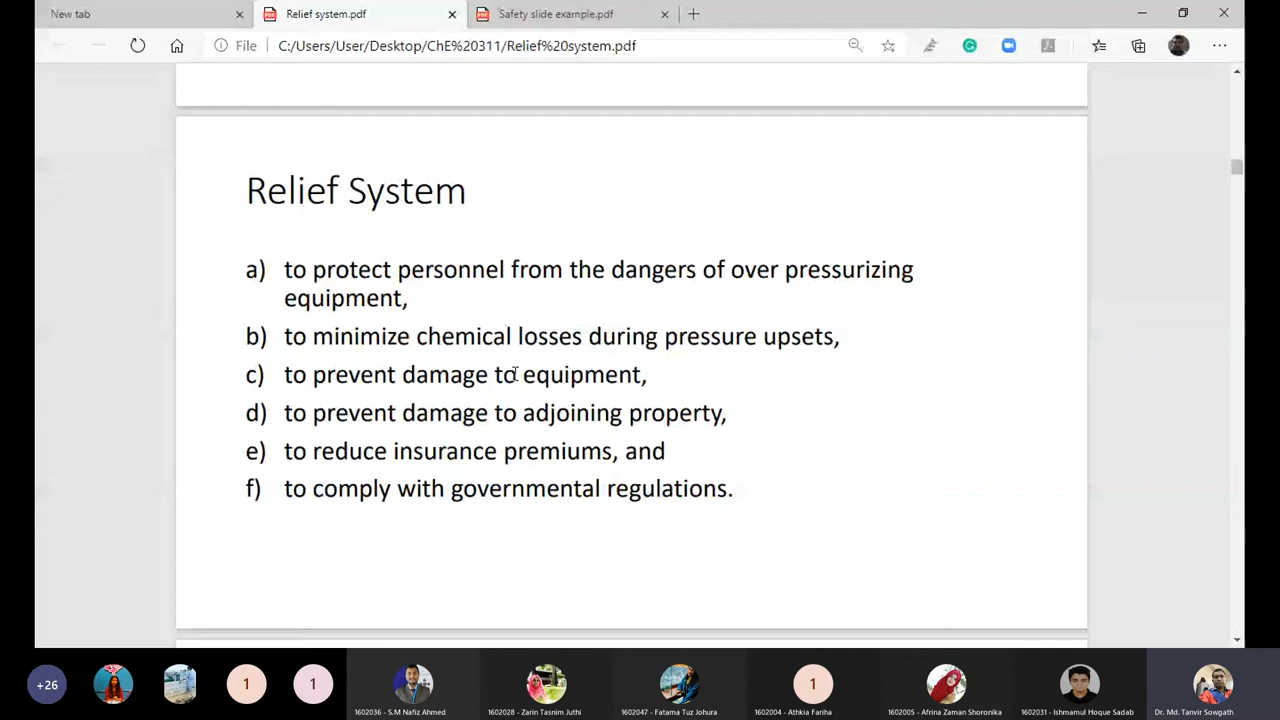 New tab
Relief system.pdf
Safety slide example.pdf
File
C:/Users/User/Desktop/ChE%20311/Relief%20system.pdf
Relief System
a) to protect personnel from the dangers of over pressurizing
equipment,
b) to minimize chemical losses during pressure upsets,
c) to prevent damage to equipment,
d) to prevent damage to adjoining property,
e) to reduce insurance premiums, and
f) to comply with governmental regulations.
+26
1
1
1
1602036 - S.M Nafiz Ahmed
1602028 - Zarin Tasnim Juthi
1602047 - Fatama Tuz Johura
1602004 - Athkia Fariha
1602005 - Afrina Zaman Shoronika
1602031 - Ishmamul Hoque Sadab
Dr. Md. Tanvir Sowgath